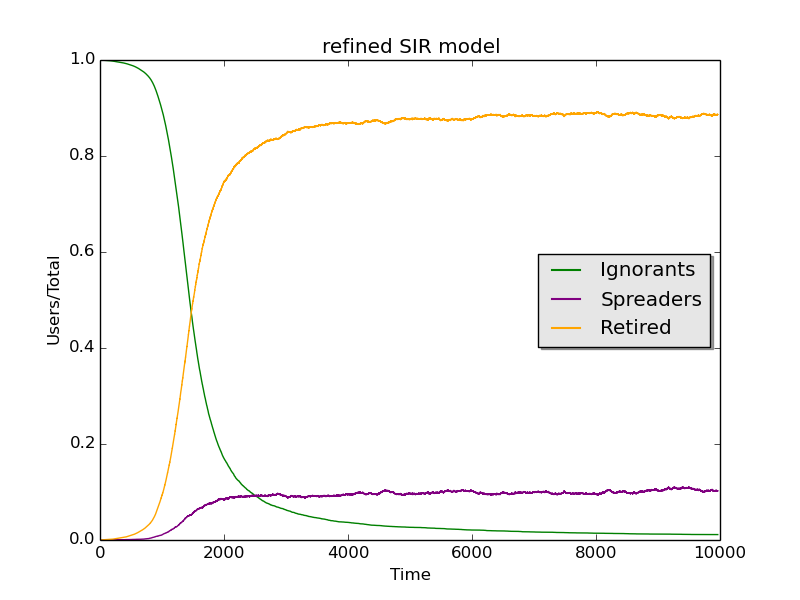 refined SIR model
Users/Total
1.0
0.8
0.6
0.4
0.2
0.0
Ignorants
Spreaders
Retired
0 2000 4000 6000 8000 10000
Time